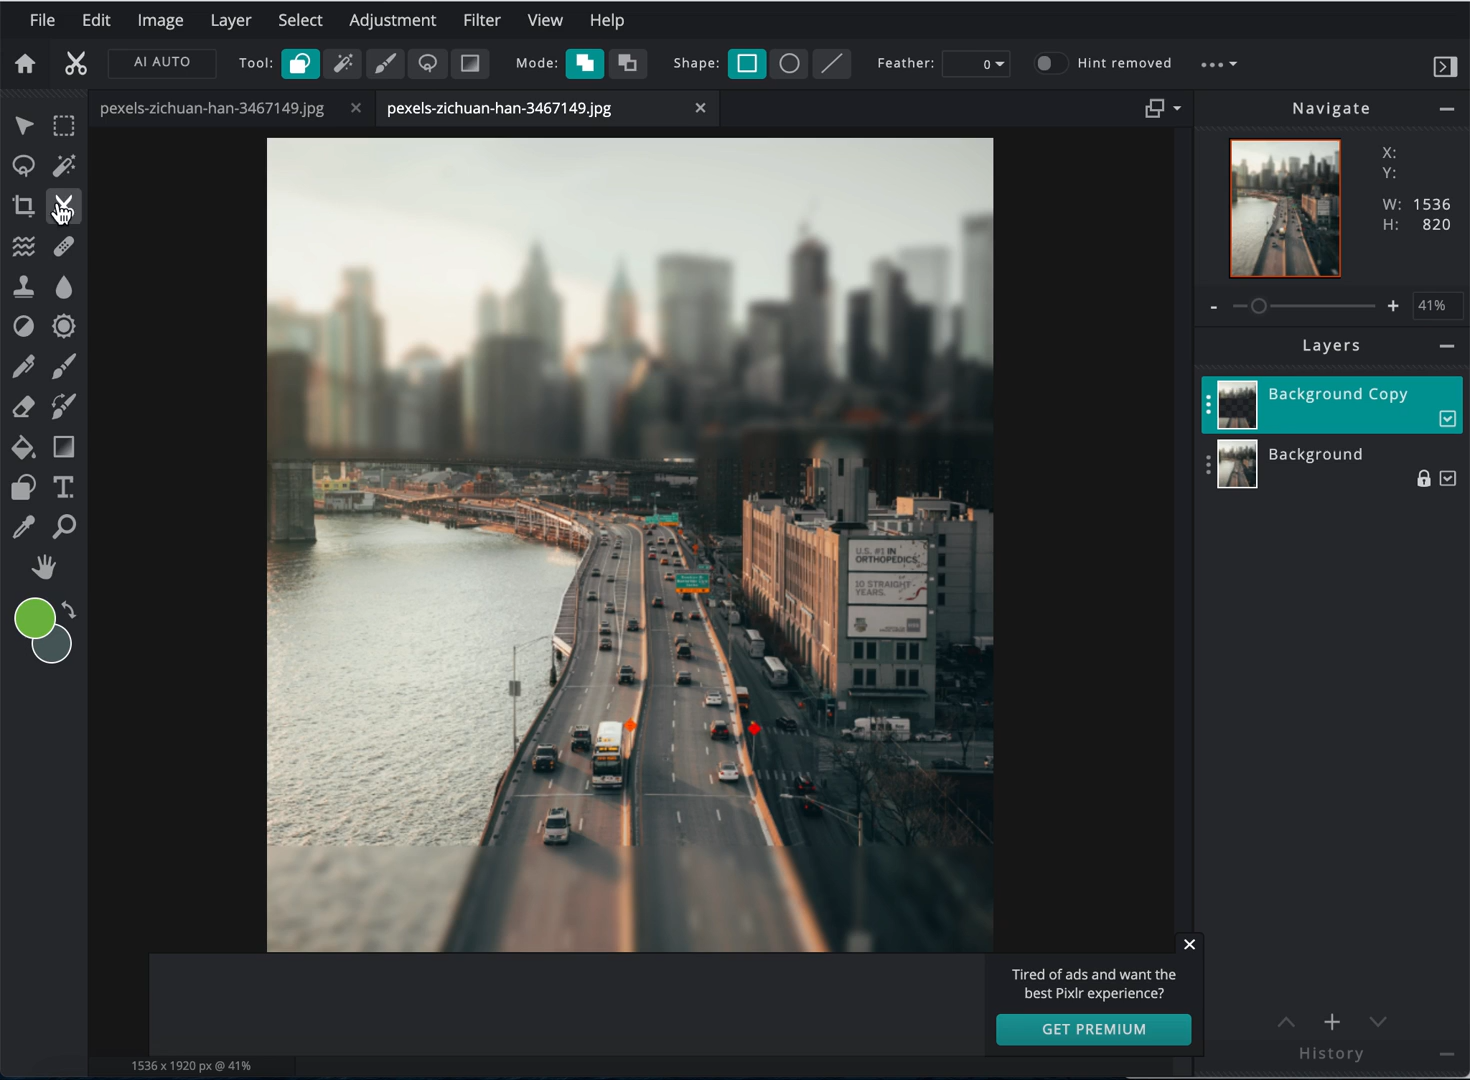 File Edit Image Layer Select Adjustment Filter View Help
AI AUTO Tool: Mode: Shape: Feather: 0 Hint removed
pexels-zichuan-han-3467149.jpg pexels-zichuan-han-3467149.jpg
Navigate
X:
Y:
W: 1536
H: 820
- + 41%
Layers
Background Copy
Background
U.S. #1 IN
ORTHOPEDICS.
10 STRAIGHT
YEARS.
Tired of ads and want the
best Pixlr experience?
GET PREMIUM
History
1536 x 1920 px @ 41%